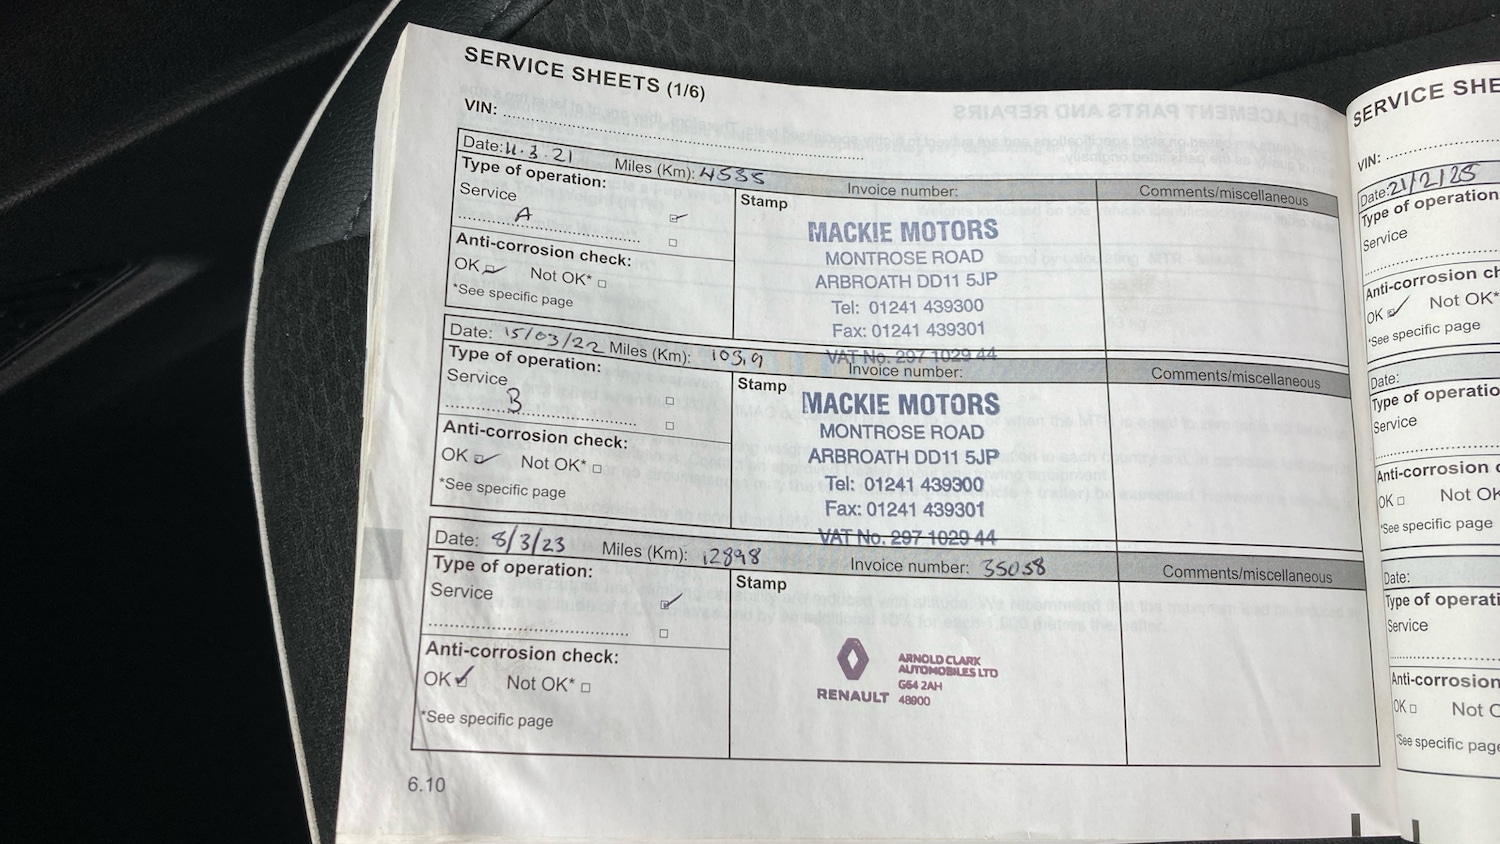 SERVICE SHEETS (1/6)
VIN:
Date: 11.3.21 Miles (Km): 4535 Invoice number: Comments/miscellaneous
Type of operation:
Service
A
Anti-corrosion check:
OK Not OK*
*See specific page
Stamp
MACKIE MOTORS
MONTROSE ROAD
ARBROATH DD11 5JP
Tel: 01241 439300
Fax: 01241 439301
VAT No. 297 1029 44
Date: 15/03/22 Miles (Km): Invoice number: Comments/miscellaneous
Type of operation:
Service
B
Anti-corrosion check:
OK Not OK*
*See specific page
Stamp
MACKIE MOTORS
MONTROSE ROAD
ARBROATH DD11 5JP
Tel: 01241 439300
Fax: 01241 439301
VAT No. 297 1029 44
Date: 8/3/23 Miles (Km): 12898 Invoice number: 35058 Comments/miscellaneous
Type of operation:
Service
Anti-corrosion check:
OK Not OK*
*See specific page
Stamp
RENAULT
ARNOLD CLARK
AUTOMOBILES LTD
G64 2AH
48900
6.10
SERVICE SHE
VIN:
Date: 21/2/25
Type of operation
Service
Anti-corrosion ch
OK Not OK*
*See specific page
Date:
Type of operatio
Service
Anti-corrosion c
OK Not OK
*See specific page
Date:
Type of operati
Service
Anti-corrosion
OK Not O
*See specific page